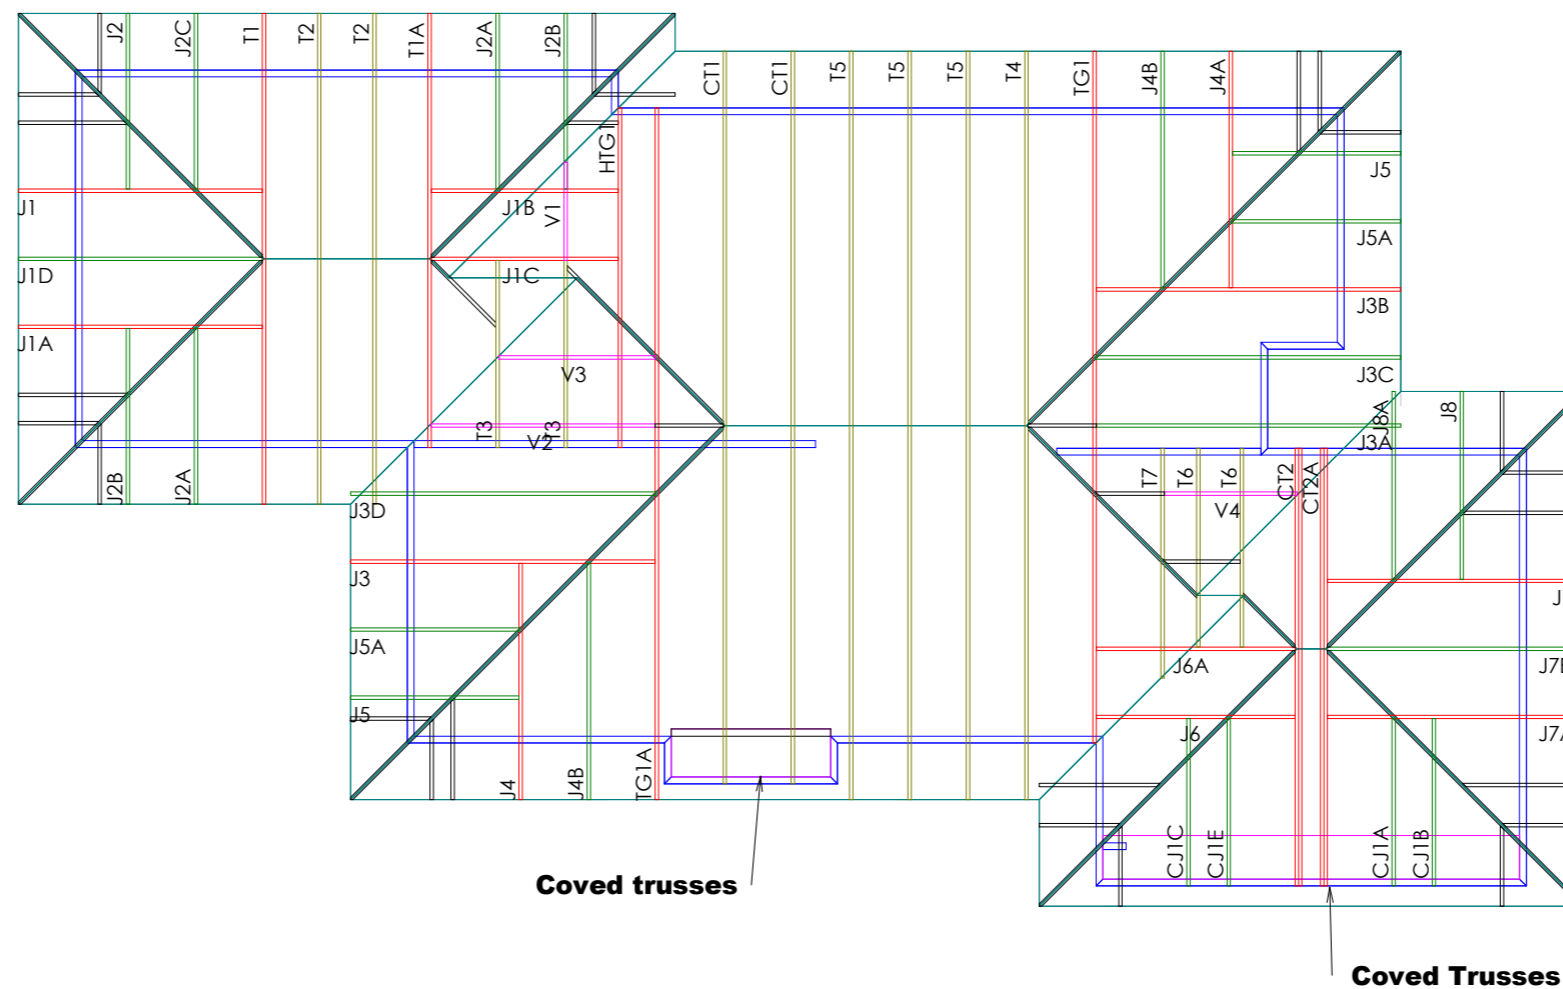 J2
J2C
T1
T2
T2
T1A
J2A
J2B
CT1
CT1
T5
T5
T5
T4
TG1
J4B
J4A
HTG1
J5
J1
J1B
V1
J5A
J1D
J1C
J3B
J1A
V3
J3C
J8A
J8
T3
V2
T3
J3A
J2B
J2A
T7
T6
T6
CT2
CT2A
J3D
V4
J3
J5A
J6A
J5
J6
J4
J4B
TG1A
CJ1C
CJ1E
CJ1A
CJ1B
Coved trusses
Coved Trusses